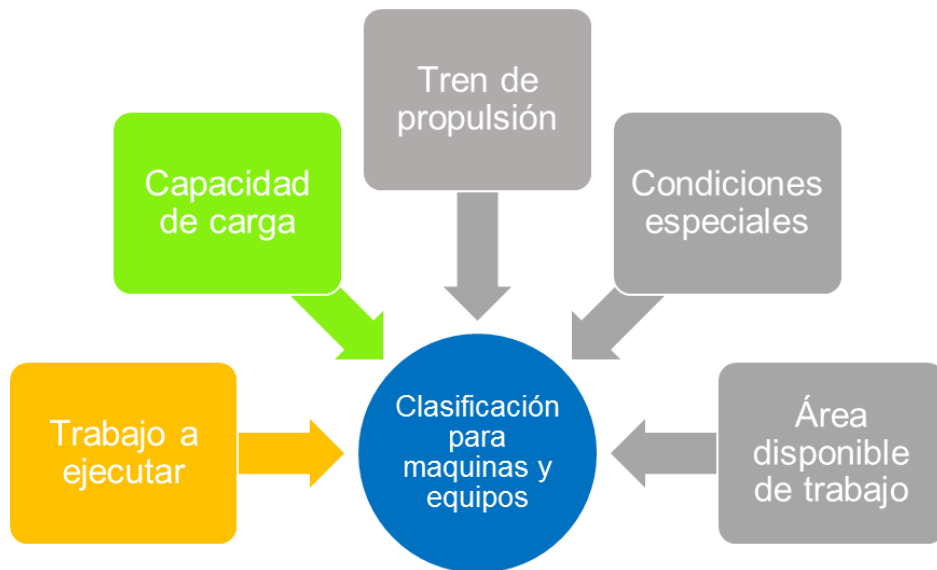 Tren de
propulsión
Capacidad
de carga
Condiciones
especiales
Trabajo a
ejecutar
Clasificación
para
maquinas y
equipos
Área
disponible
de trabajo